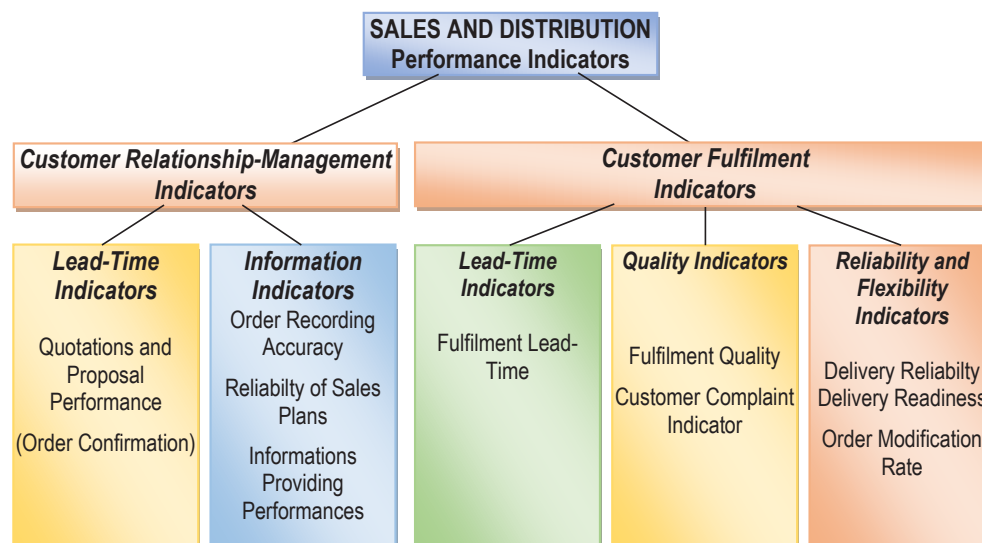 SALES AND DISTRIBUTION
Performance Indicators
Customer Relationship-Management
Indicators
Customer Fulfilment
Indicators
Lead-Time
Indicators
Quotations and
Proposal
Performance
(Order Confirmation)
Information
Indicators
Order Recording
Accuracy
Reliabilty of Sales
Plans
Informations
Providing
Performances
Lead-Time
Indicators
Fulfilment Lead-
Time
Quality Indicators
Fulfilment Quality
Customer Complaint
Indicator
Reliability and
Flexibility
Indicators
Delivery Reliabilty
Delivery Readiness
Order Modification
Rate